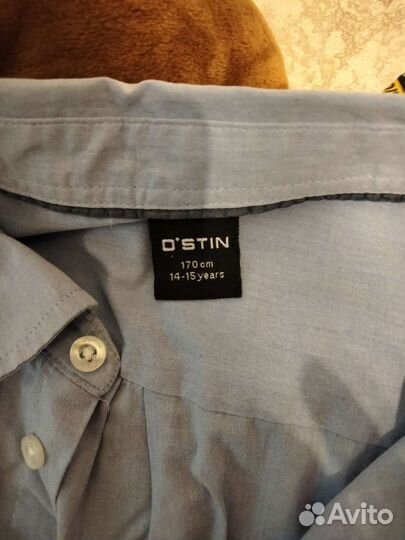 O'STIN
170 cm
14-15 years
Avito